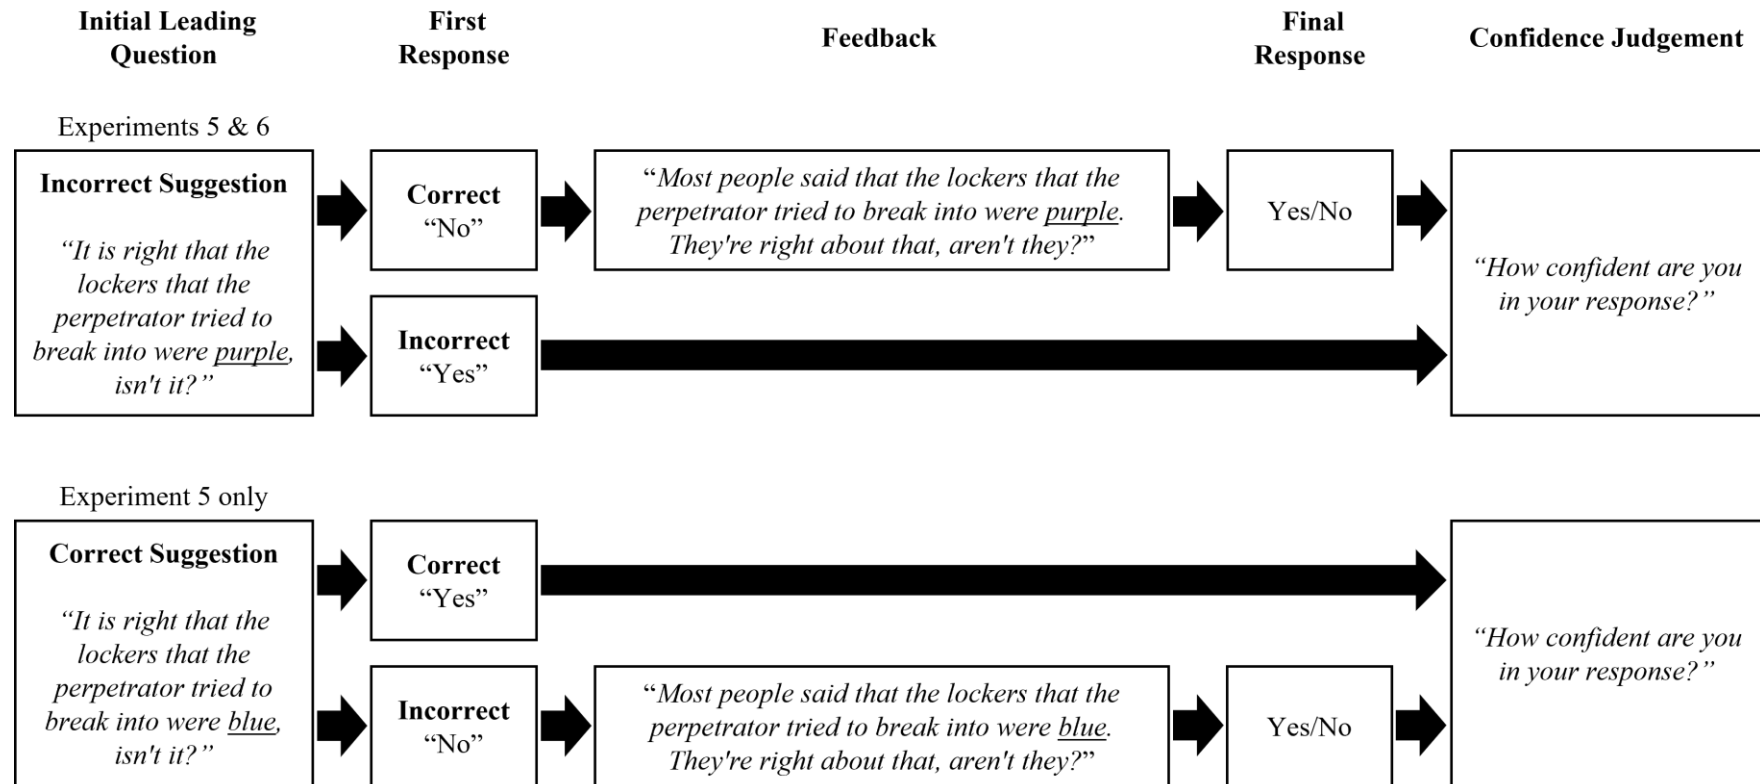 Initial Leading
Question
First
Response
Feedback
Final
Response
Confidence Judgement
Experiments 5 & 6
Incorrect Suggestion
“It is right that the
lockers that the
perpetrator tried to
break into were purple,
isn't it?”
Correct
“No”
“Most people said that the lockers that the
perpetrator tried to break into were purple.
They're right about that, aren't they?”
Yes/No
“How confident are you
in your response?”
Incorrect
“Yes”
Experiment 5 only
Correct Suggestion
“It is right that the
lockers that the
perpetrator tried to
break into were blue,
isn't it?”
Correct
“Yes”
“How confident are you
in your response?”
Incorrect
“No”
“Most people said that the lockers that the
perpetrator tried to break into were blue.
They're right about that, aren't they?”
Yes/No